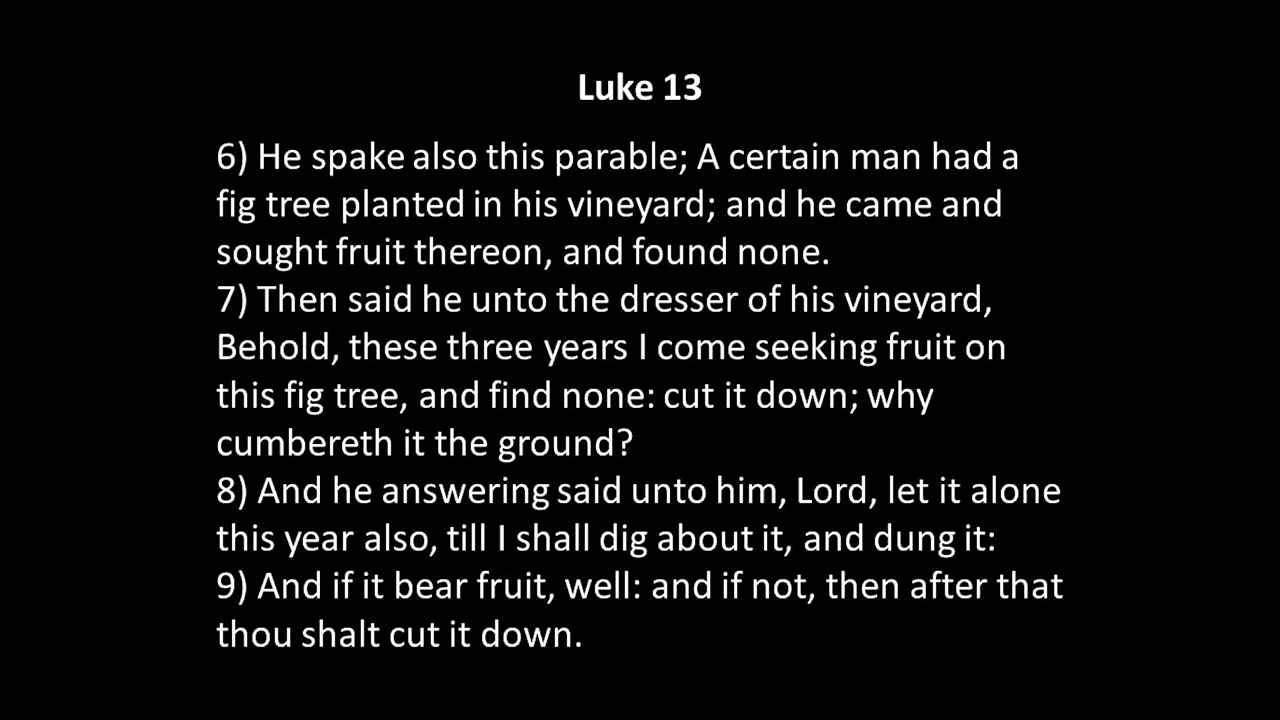 Luke 13
6) He spake also this parable; A certain man had a
fig tree planted in his vineyard; and he came and
sought fruit thereon, and found none.
7) Then said he unto the dresser of his vineyard,
Behold, these three years I come seeking fruit on
this fig tree, and find none: cut it down; why
cumbereth it the ground?
8) And he answering said unto him, Lord, let it alone
this year also, till I shall dig about it, and dung it:
9) And if it bear fruit, well: and if not, then after that
thou shalt cut it down.